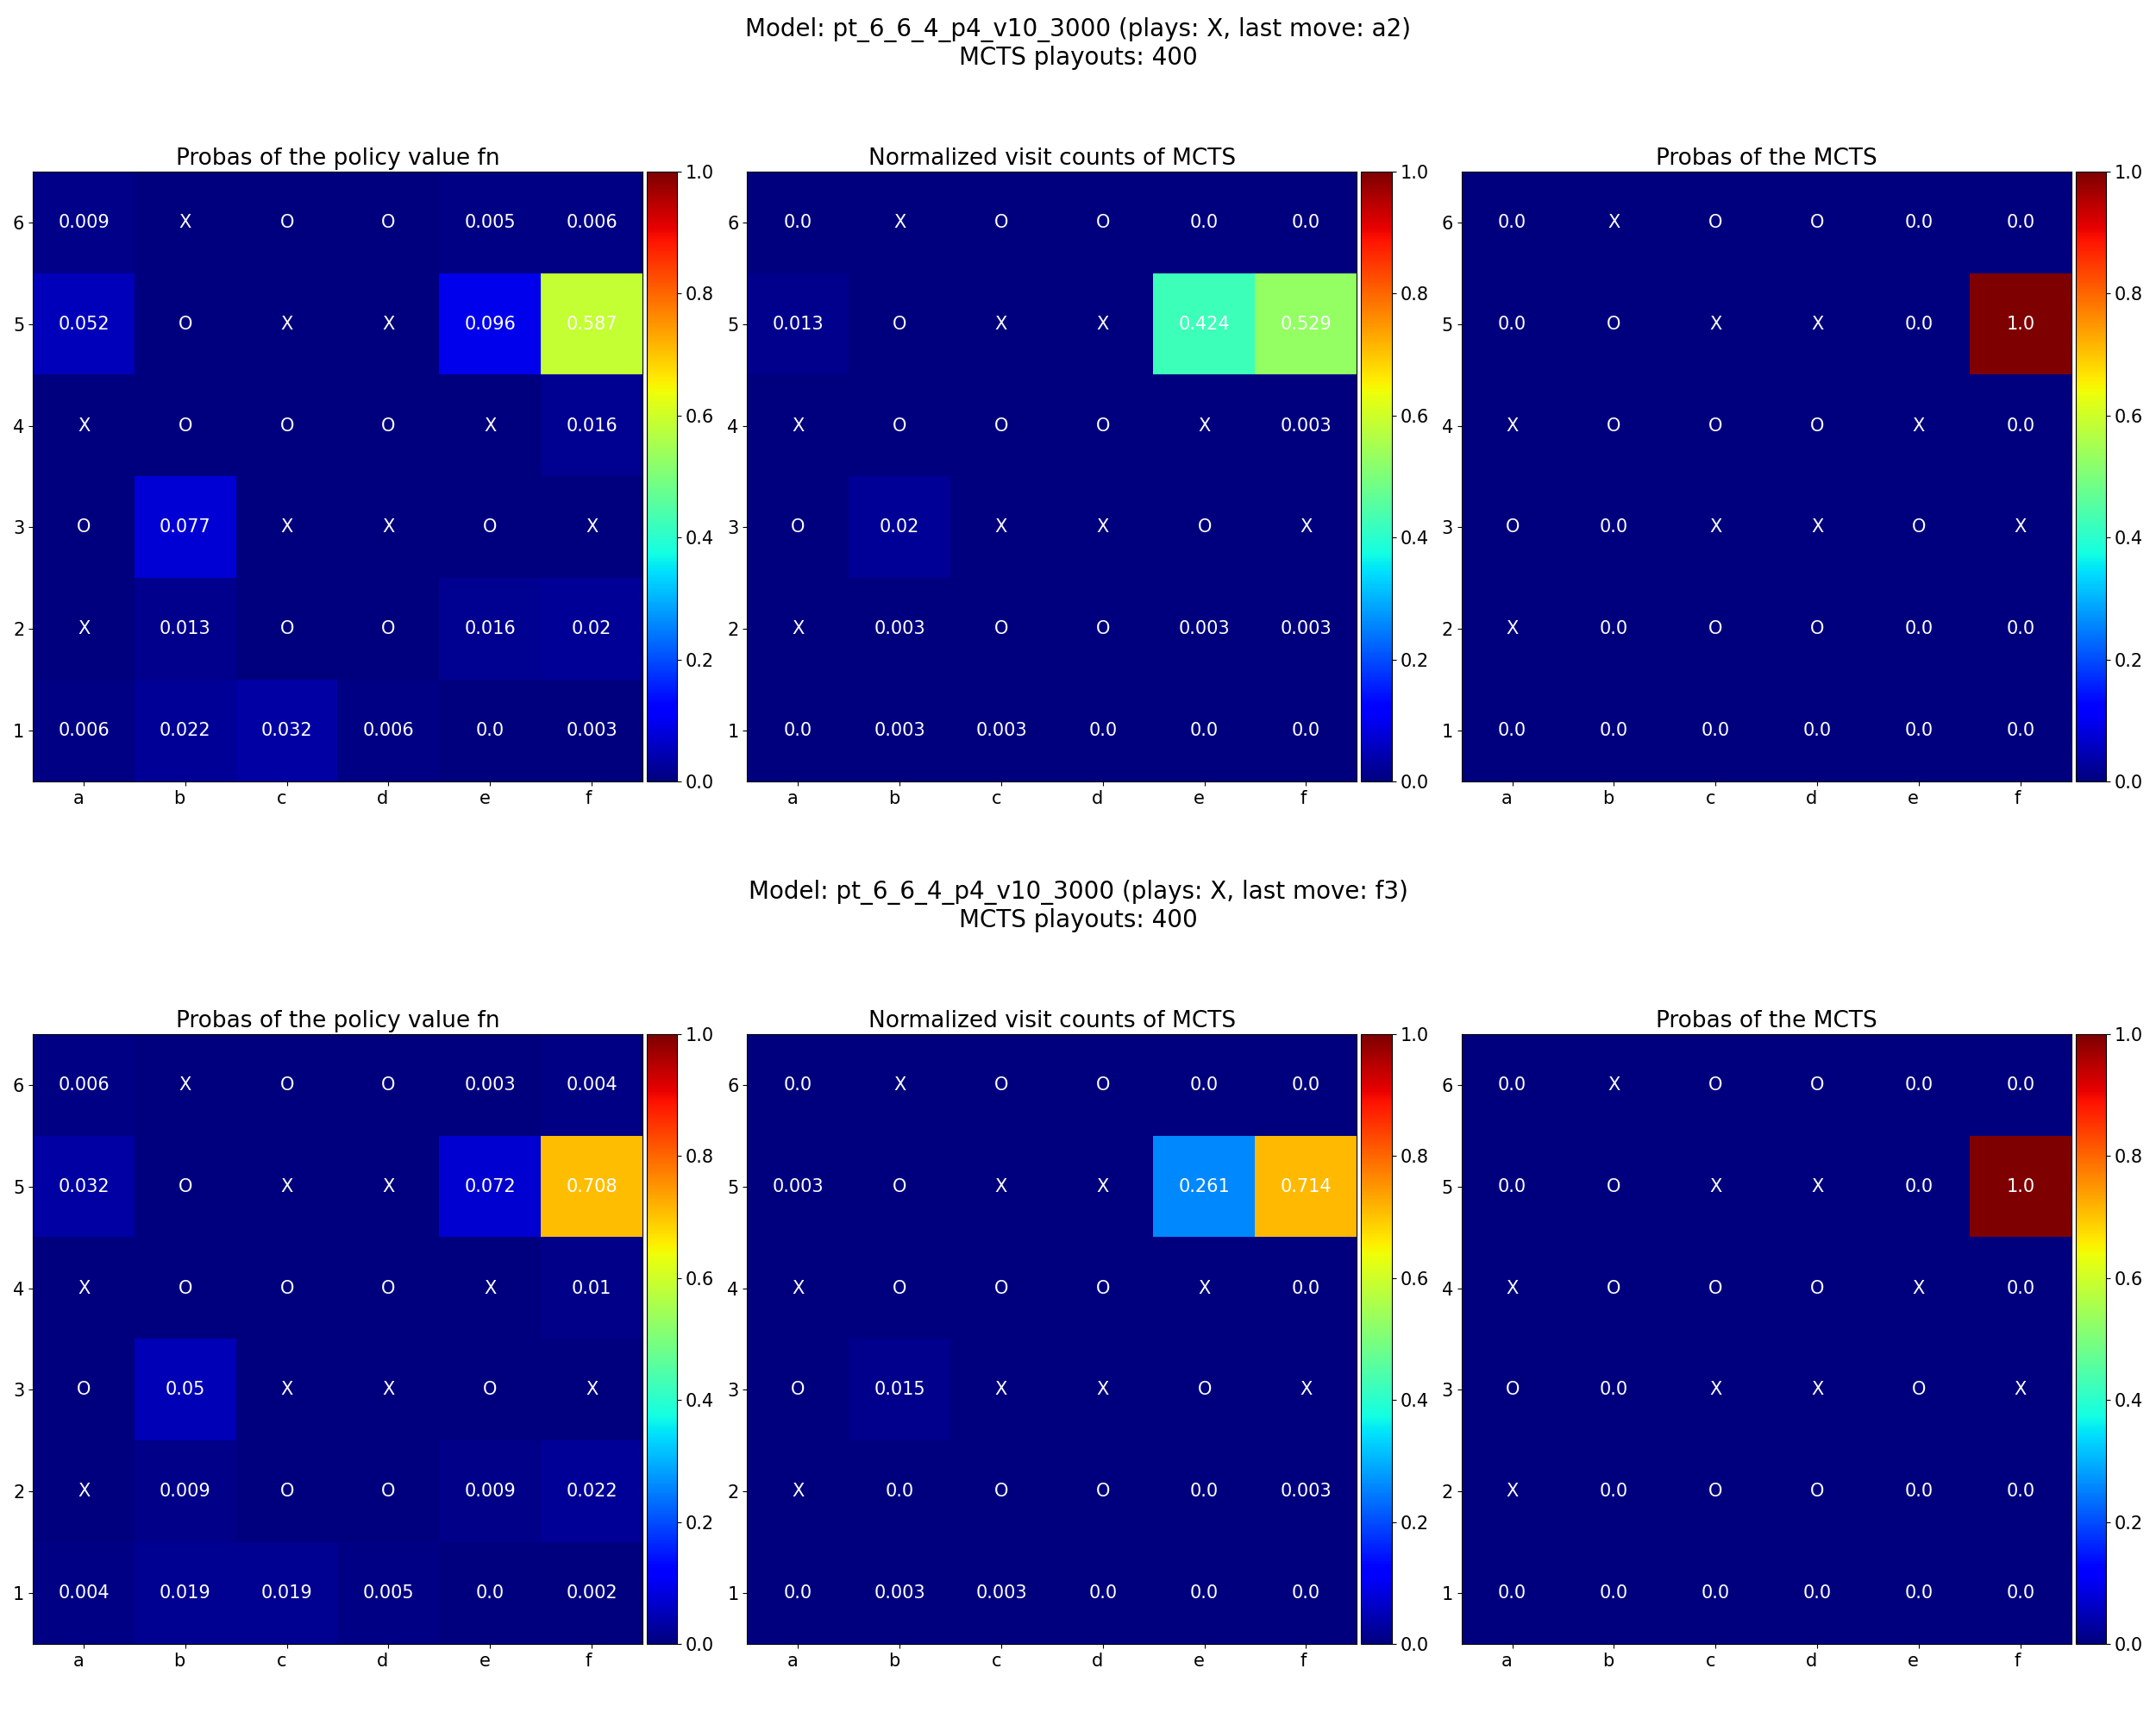 Model: pt_6_6_4_p4_v10_3000 (plays: X, last move: a2)
MCTS playouts: 400
Probas of the policy value fn
6 0.009 X O O 0.005 0.006
5 0.052 O X X 0.096 0.587
4 X O O O X 0.016
3 O 0.077 X X O X
2 X 0.013 O O 0.016 0.02
1 0.006 0.022 0.032 0.006 0.0 0.003
a b c d e f
1.0
0.8
0.6
0.4
0.2
0.0
Normalized visit counts of MCTS
6 0.0 X O O 0.0 0.0
5 0.013 O X X 0.424 0.529
4 X O O O X 0.003
3 O 0.02 X X O X
2 X 0.003 O O 0.003 0.003
1 0.0 0.003 0.003 0.0 0.0 0.0
a b c d e f
1.0
0.8
0.6
0.4
0.2
0.0
Probas of the MCTS
6 0.0 X O O 0.0 0.0
5 0.0 O X X 0.0 1.0
4 X O O O X 0.0
3 O 0.0 X X O X
2 X 0.0 O O 0.0 0.0
1 0.0 0.0 0.0 0.0 0.0 0.0
a b c d e f
1.0
0.8
0.6
0.4
0.2
0.0
Model: pt_6_6_4_p4_v10_3000 (plays: X, last move: f3)
MCTS playouts: 400
Probas of the policy value fn
6 0.006 X O O 0.003 0.004
5 0.032 O X X 0.072 0.708
4 X O O O X 0.01
3 O 0.05 X X O X
2 X 0.009 O O 0.009 0.022
1 0.004 0.019 0.019 0.005 0.0 0.002
a b c d e f
1.0
0.8
0.6
0.4
0.2
0.0
Normalized visit counts of MCTS
6 0.0 X O O 0.0 0.0
5 0.003 O X X 0.261 0.714
4 X O O O X 0.0
3 O 0.015 X X O X
2 X 0.0 O O 0.0 0.003
1 0.0 0.003 0.003 0.0 0.0 0.0
a b c d e f
1.0
0.8
0.6
0.4
0.2
0.0
Probas of the MCTS
6 0.0 X O O 0.0 0.0
5 0.0 O X X 0.0 1.0
4 X O O O X 0.0
3 O 0.0 X X O X
2 X 0.0 O O 0.0 0.0
1 0.0 0.0 0.0 0.0 0.0 0.0
a b c d e f
1.0
0.8
0.6
0.4
0.2
0.0